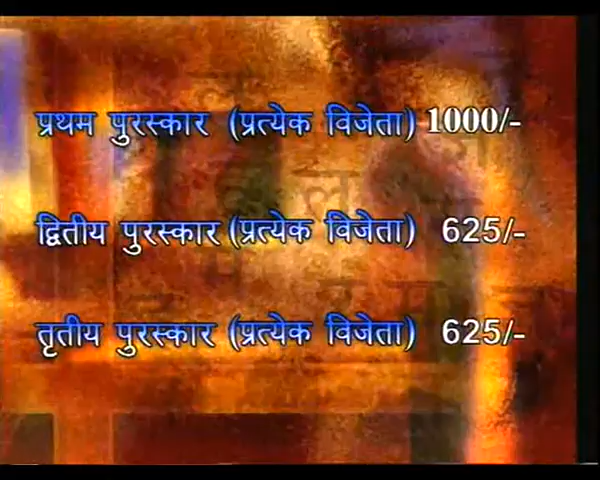 प्रथम पुरस्कार (प्रत्येक विजेता) 1000/-
द्वितीय पुरस्कार (प्रत्येक विजेता) 625/-
तृतीय पुरस्कार (प्रत्येक विजेता) 625/-